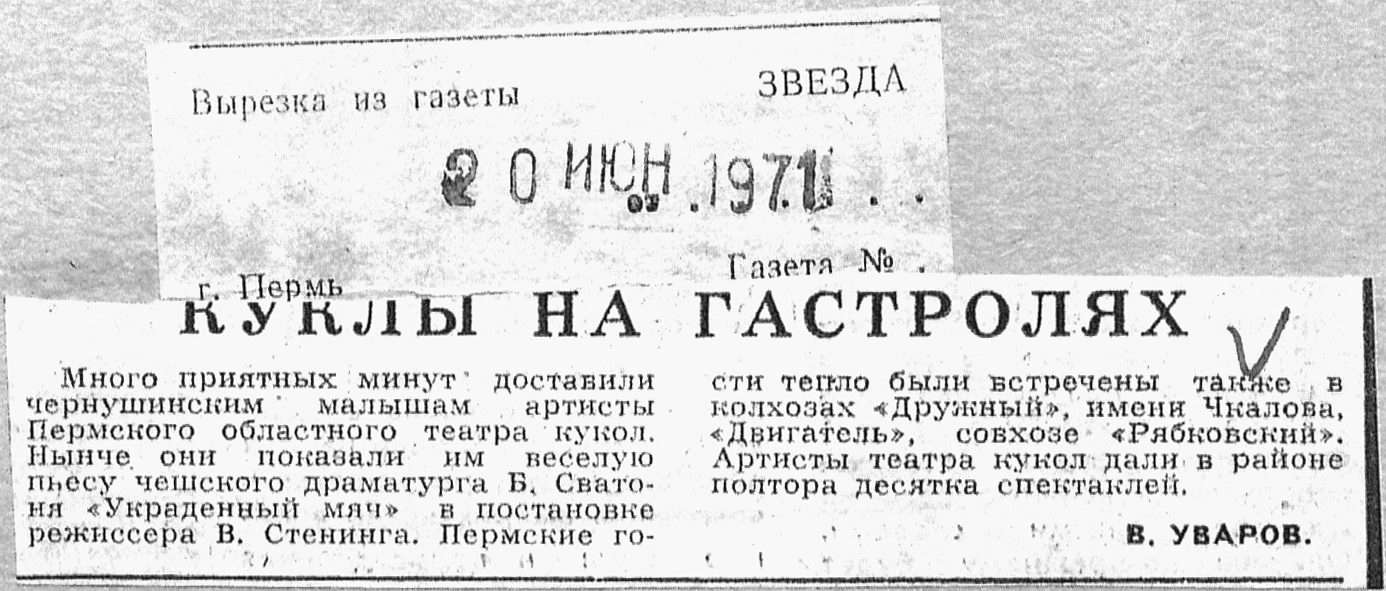 Вырезка из газеты ЗВЕЗДА
20 ИЮН .1971 . .
г. Пермь Газета № .
КУКЛЫ НА ГАСТРОЛЯХ
Много приятных минут доставили
чернушинским малышам артисты
Пермского областного театра кукол.
Нынче они показали им веселую
пьесу чешского драматурга Б. Свато-
ня «Украденный мяч» в постановке
режиссера В. Стенинга. Пермские го-
сти тепло были встречены также в
колхозах «Дружный», имени Чкалова,
«Двигатель», совхозе «Рябковский».
Артисты театра кукол дали в районе
полтора десятка спектаклей.
В. УВАРОВ.